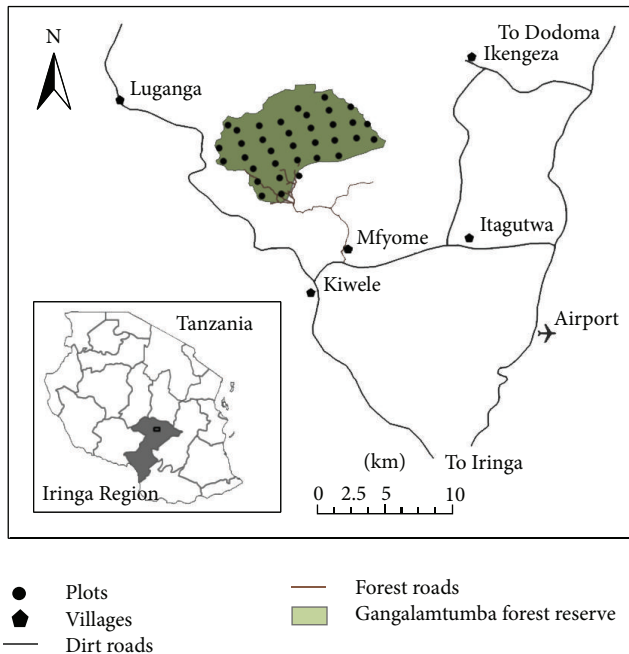 N
To Dodoma
Ikengeza
Luganga
Itagutwa
Mfyome
Kiwele
Tanzania
Airport
(km)
To Iringa
Iringa Region
0 2.5 5 10
Plots
Villages
Dirt roads
Forest roads
Gangalamtumba forest reserve